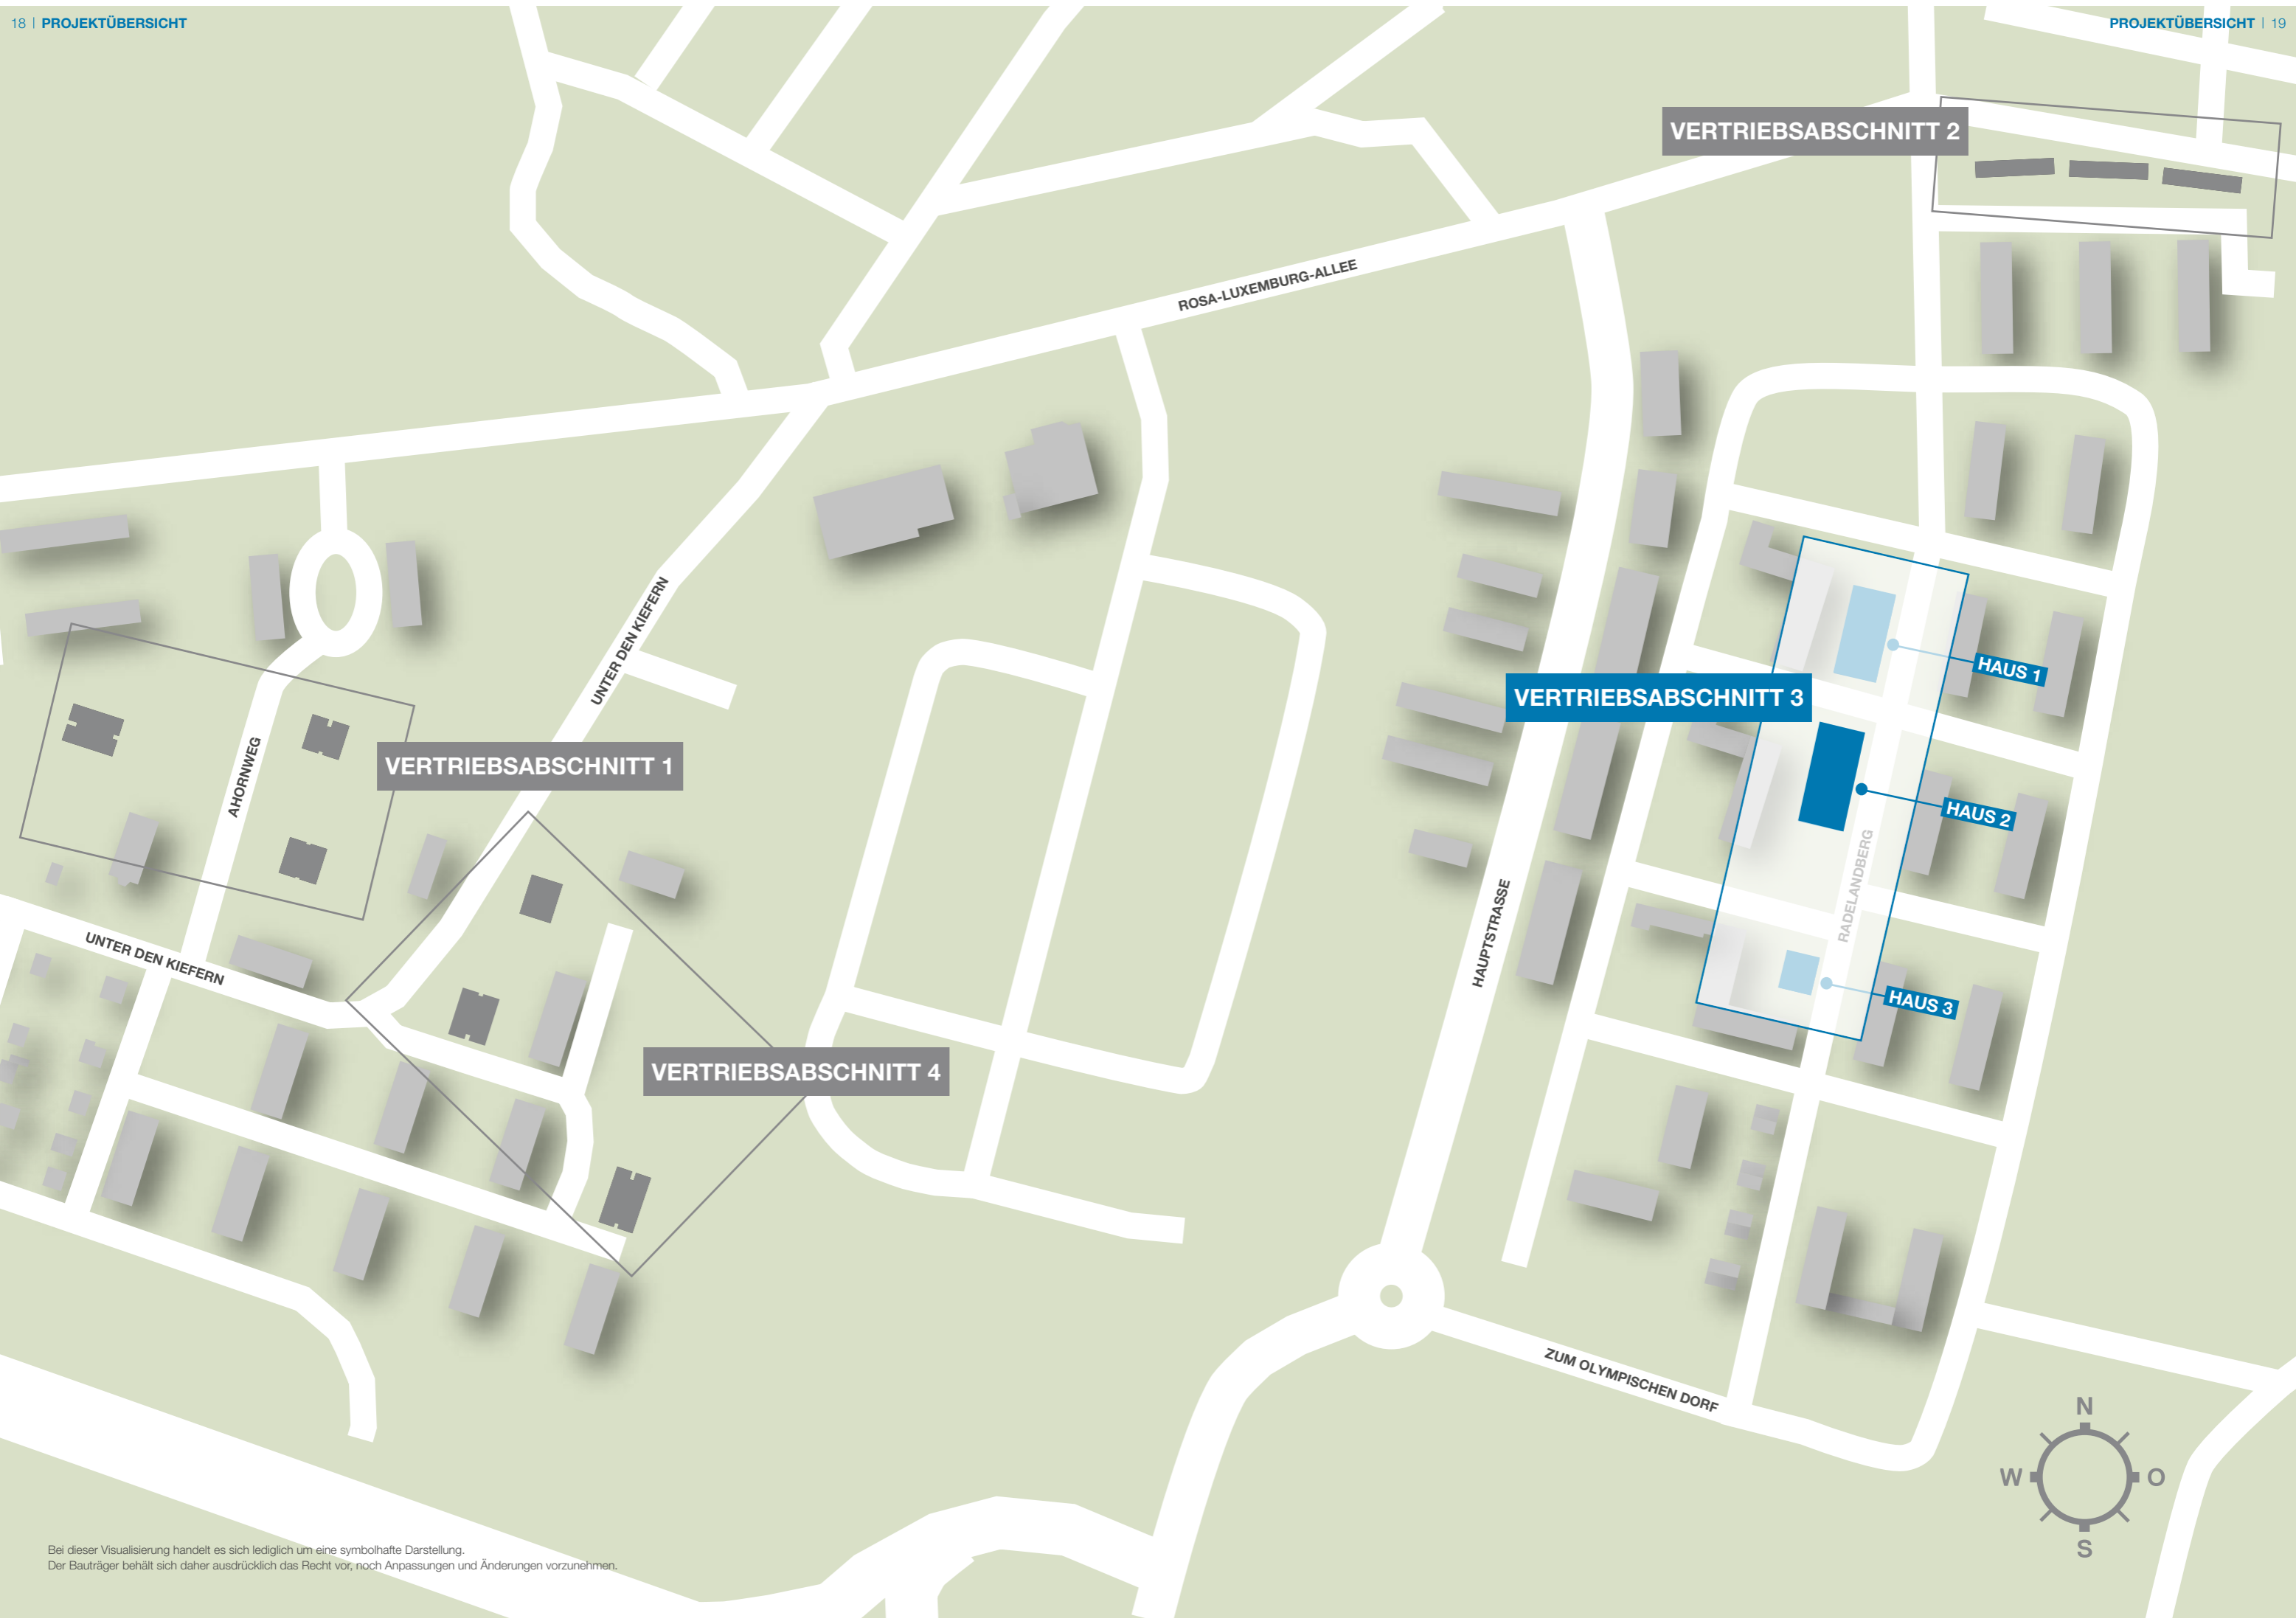 18 | PROJEKTÜBERSICHT
PROJEKTÜBERSICHT | 19
VERTRIEBSABSCHNITT 2
ROSA-LUXEMBURG-ALLEE
UNTER DEN KIEFERN
HAUS 1
VERTRIEBSABSCHNITT 3
AHORNWEG
VERTRIEBSABSCHNITT 1
HAUS 2
RADELANDBERG
HAUPTSTRASSE
UNTER DEN KIEFERN
HAUS 3
VERTRIEBSABSCHNITT 4
ZUM OLYMPISCHEN DORF
N
W
O
S
Bei dieser Visualisierung handelt es sich lediglich um eine symbolhafte Darstellung.
Der Bauträger behält sich daher ausdrücklich das Recht vor, noch Anpassungen und Änderungen vorzunehmen.